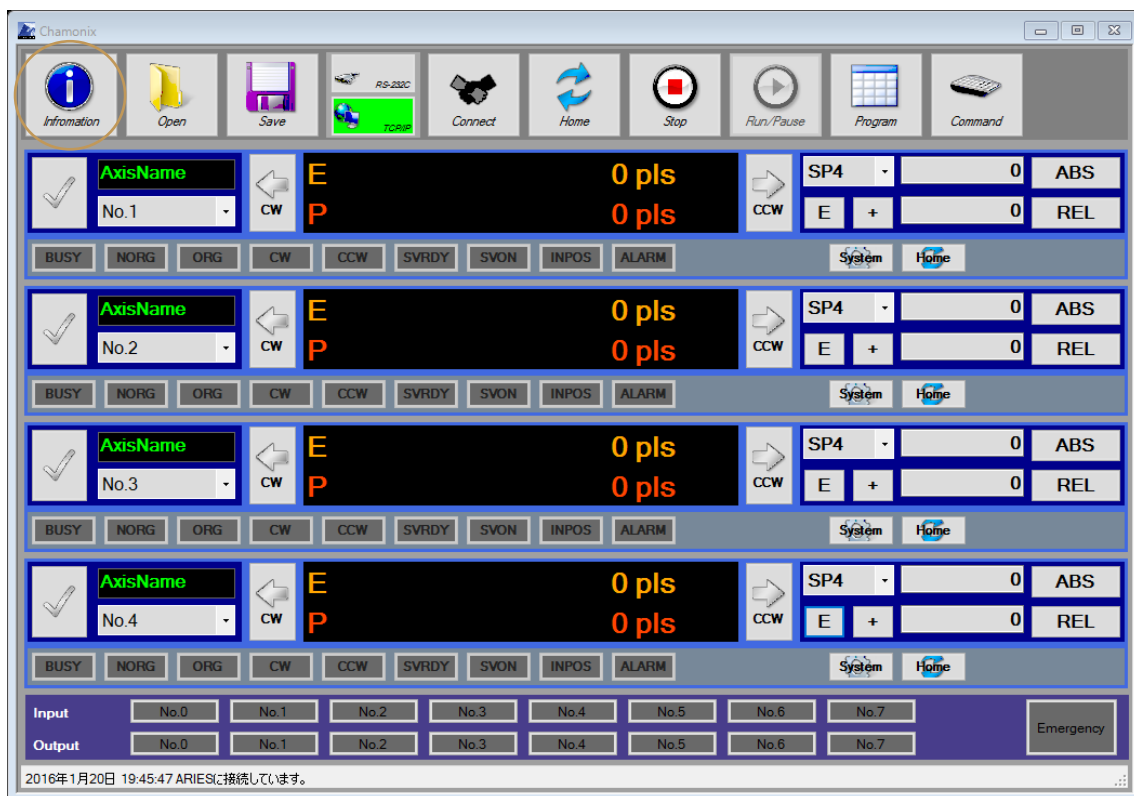 Chamonix
RS-232C
TCP/IP
Infromation Open Save Connect Home Stop Run/Pause Program Command
AxisName E 0 pls SP4 0 ABS
No.1 CW P 0 pls CCW E + 0 REL
BUSY NORG ORG CW CCW SVRDY SVON INPOS ALARM System Home
AxisName E 0 pls SP4 0 ABS
No.2 CW P 0 pls CCW E + 0 REL
BUSY NORG ORG CW CCW SVRDY SVON INPOS ALARM System Home
AxisName E 0 pls SP4 0 ABS
No.3 CW P 0 pls CCW E + 0 REL
BUSY NORG ORG CW CCW SVRDY SVON INPOS ALARM System Home
AxisName E 0 pls SP4 0 ABS
No.4 CW P 0 pls CCW E + 0 REL
BUSY NORG ORG CW CCW SVRDY SVON INPOS ALARM System Home
Input No.0 No.1 No.2 No.3 No.4 No.5 No.6 No.7
Emergency
Output No.0 No.1 No.2 No.3 No.4 No.5 No.6 No.7
2016年1月20日 19:45:47 ARIESに接続しています。